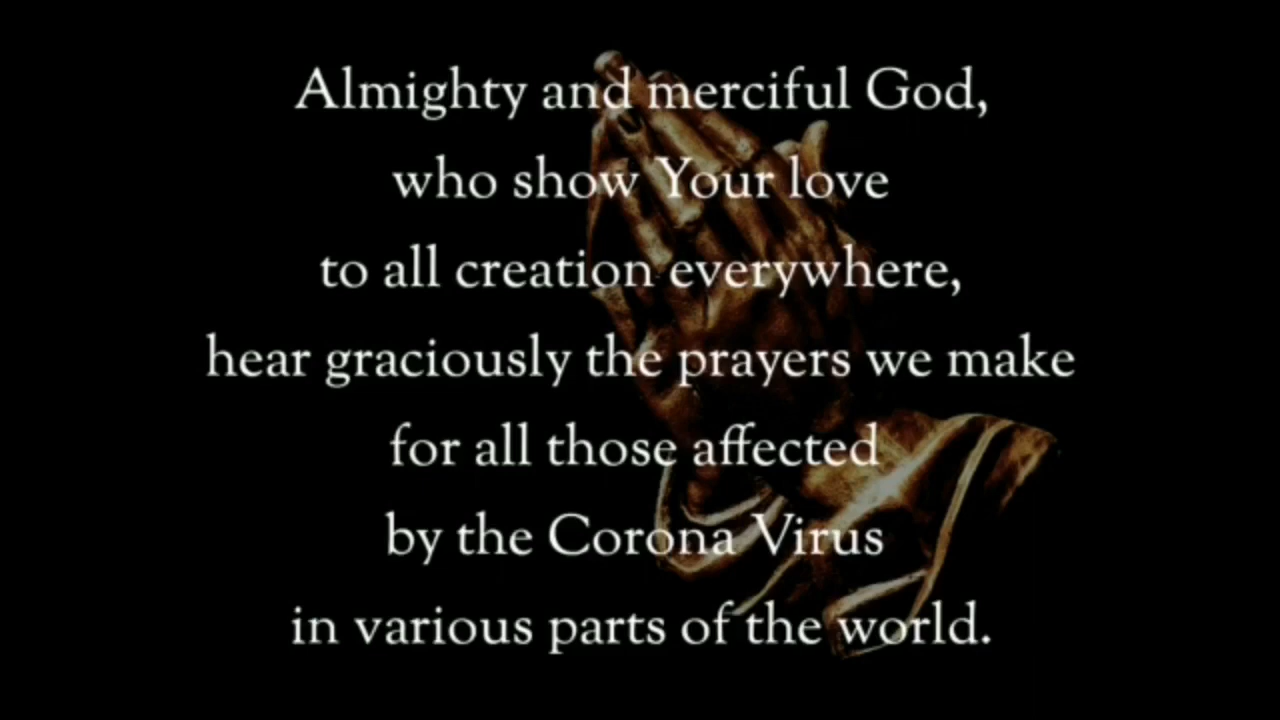 Almighty and merciful God,
who show Your love
to all creation everywhere,
hear graciously the prayers we make
for all those affected
by the Corona Virus
in various parts of the world.